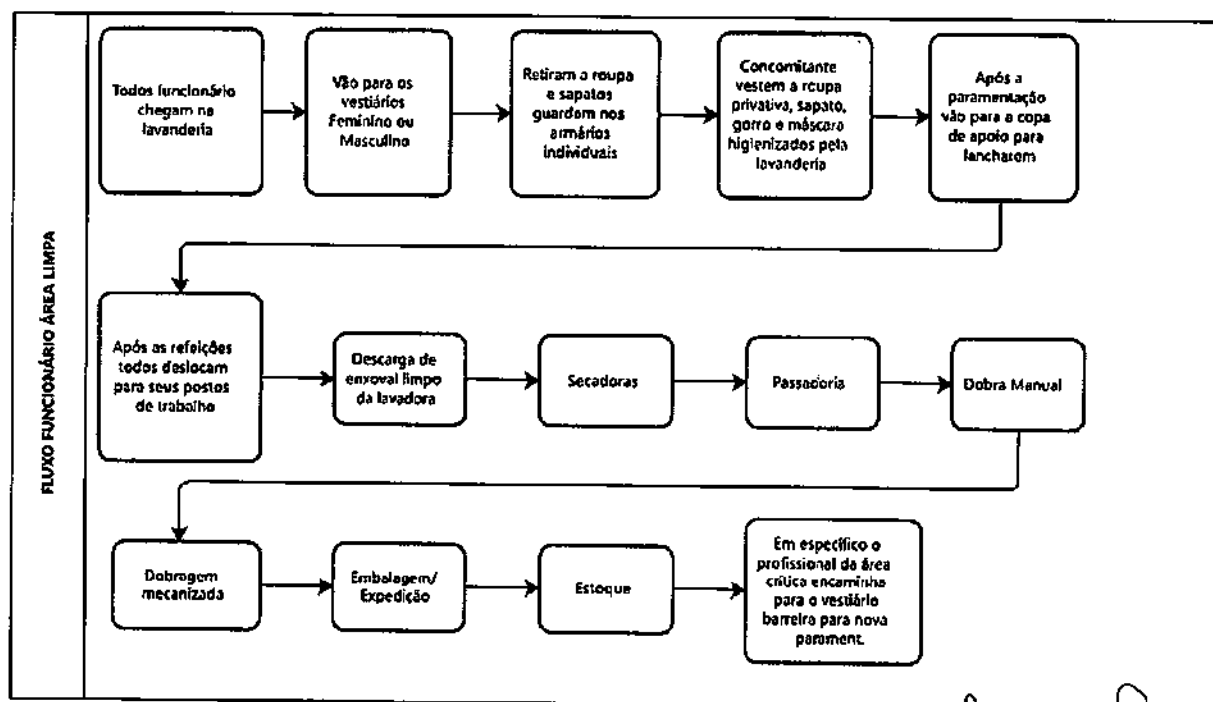 FLUXO FUNCIONÁRIO ÁREA LIMPA
Todos funcionário
chegam na
lavanderia
Vão para os
vestiários
Feminino ou
Masculino
Retiram a roupa
e sapatos
guardam nos
armários
individuais
Concomitante
vestem a roupa
privativa, sapato,
gorro e máscara
higienizados pela
lavanderia
Após a
paramentação
vão para a copa
de apoio para
lancharem
Após as refeições
todos deslocam
para seus postos
de trabalho
Descarga de
enxoval limpo
da lavadora
Secadoras
Passadoria
Dobra Manual
Dobragem
mecanizada
Embalagem/
Expedição
Estoque
Em específico o
profissional da área
crítica encaminha
para o vestiário
barreira para nova
parament.